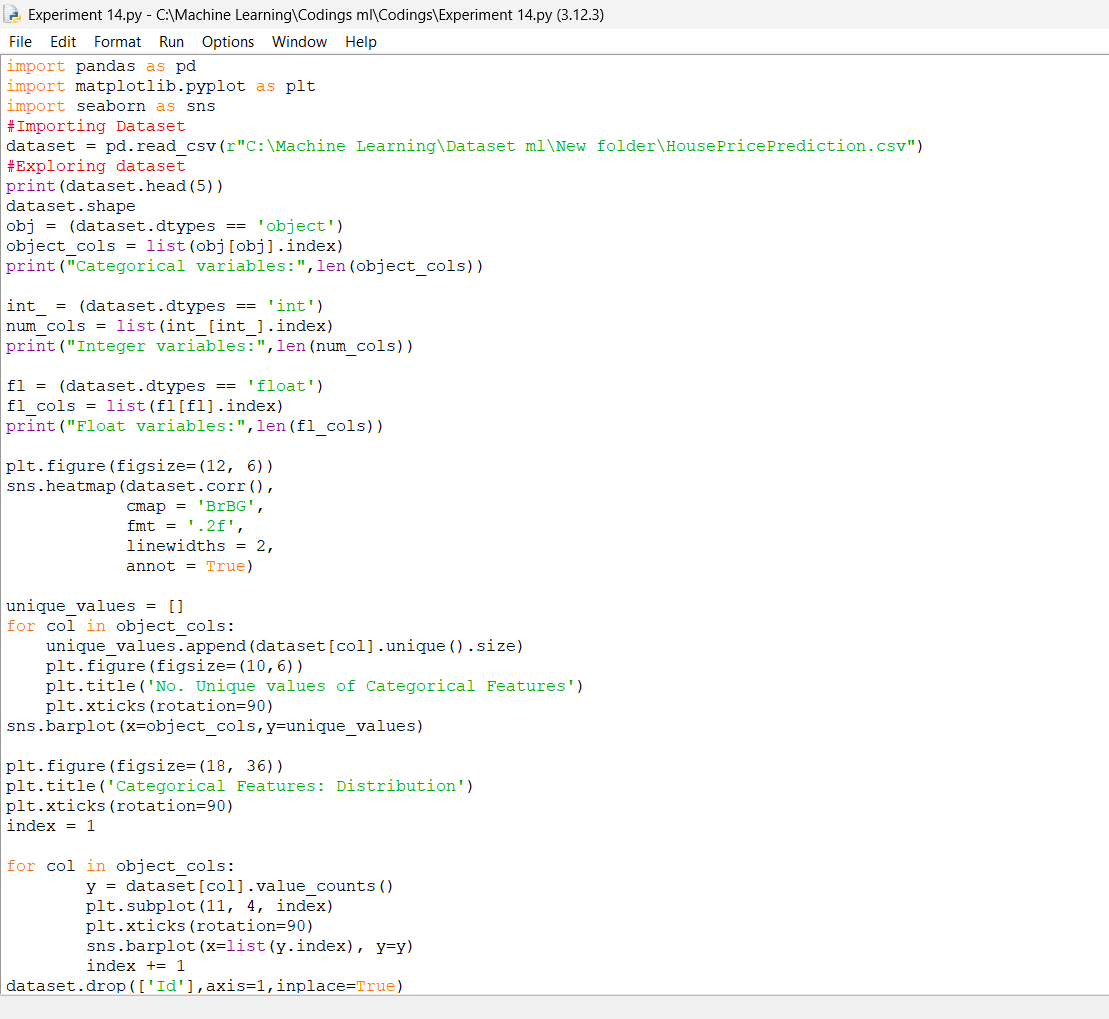 Experiment 14.py - C:\Machine Learning\Codings ml\Codings\Experiment 14.py (3.12.3)
File Edit Format Run Options Window Help
import pandas as pd
import matplotlib.pyplot as plt
import seaborn as sns
#Importing Dataset
dataset = pd.read_csv(r"C:\Machine Learning\Dataset ml\New folder\HousePricePrediction.csv")
#Exploring dataset
print(dataset.head(5))
dataset.shape
obj = (dataset.dtypes == 'object')
object_cols = list(obj[obj].index)
print("Categorical variables:",len(object_cols))

int_ = (dataset.dtypes == 'int')
num_cols = list(int_[int_].index)
print("Integer variables:",len(num_cols))

fl = (dataset.dtypes == 'float')
fl_cols = list(fl[fl].index)
print("Float variables:",len(fl_cols))

plt.figure(figsize=(12, 6))
sns.heatmap(dataset.corr(),
            cmap = 'BrBG',
            fmt = '.2f',
            linewidths = 2,
            annot = True)

unique_values = []
for col in object_cols:
    unique_values.append(dataset[col].unique().size)
    plt.figure(figsize=(10,6))
    plt.title('No. Unique values of Categorical Features')
    plt.xticks(rotation=90)
sns.barplot(x=object_cols,y=unique_values)

plt.figure(figsize=(18, 36))
plt.title('Categorical Features: Distribution')
plt.xticks(rotation=90)
index = 1

for col in object_cols:
        y = dataset[col].value_counts()
        plt.subplot(11, 4, index)
        plt.xticks(rotation=90)
        sns.barplot(x=list(y.index), y=y)
        index += 1
dataset.drop(['Id'],axis=1,inplace=True)